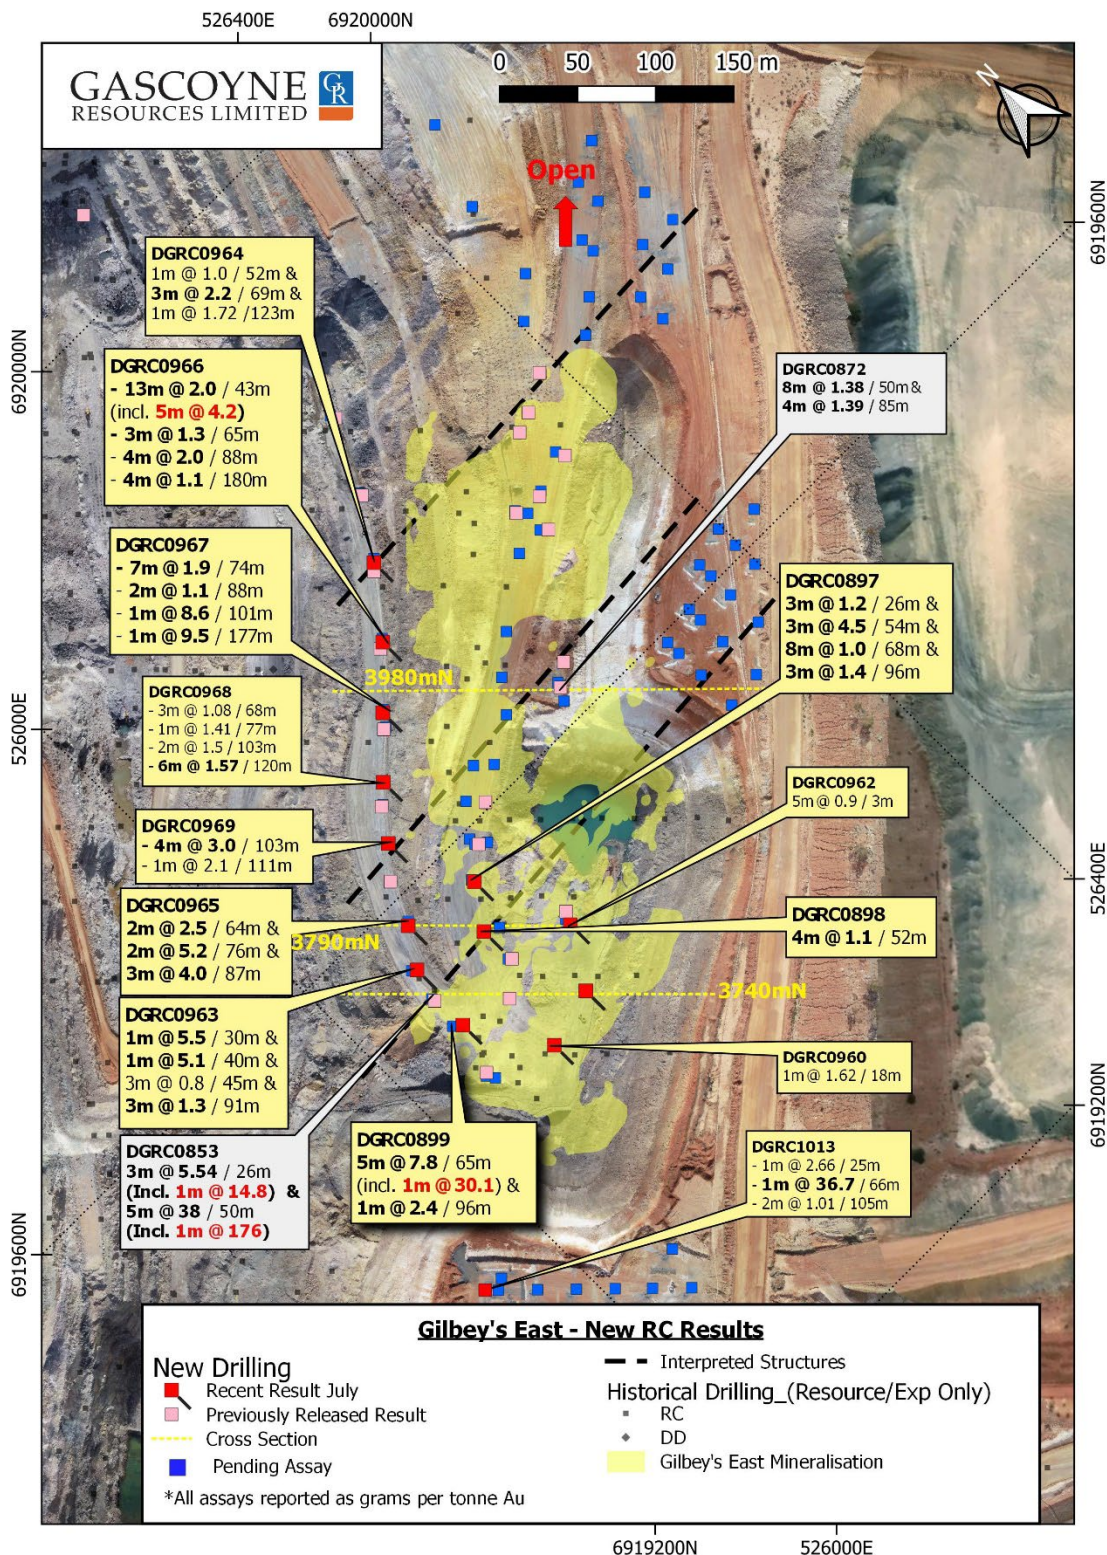 526400E
6920000N
GASCOYNE
RESOURCES LIMITED
GR
0
50
100
150 m
N
Open
6919600N
DGRC0964
1m @ 1.0 / 52m &
3m @ 2.2 / 69m &
1m @ 1.72 /123m
6920000N
DGRC0966
- 13m @ 2.0 / 43m
(incl. 5m @ 4.2)
- 3m @ 1.3 / 65m
- 4m @ 2.0 / 88m
- 4m @ 1.1 / 180m
DGRC0872
8m @ 1.38 / 50m &
4m @ 1.39 / 85m
DGRC0967
- 7m @ 1.9 / 74m
- 2m @ 1.1 / 88m
- 1m @ 8.6 / 101m
- 1m @ 9.5 / 177m
DGRC0897
3m @ 1.2 / 26m &
3m @ 4.5 / 54m &
8m @ 1.0 / 68m &
3m @ 1.4 / 96m
3980mN
526000E
DGRC0968
- 3m @ 1.08 / 68m
- 1m @ 1.41 / 77m
- 2m @ 1.5 / 103m
- 6m @ 1.57 / 120m
DGRC0962
5m @ 0.9 / 3m
DGRC0969
- 4m @ 3.0 / 103m
- 1m @ 2.1 / 111m
526400E
DGRC0965
2m @ 2.5 / 64m &
2m @ 5.2 / 76m &
3m @ 4.0 / 87m
3790mN
DGRC0898
4m @ 1.1 / 52m
3740mN
DGRC0963
1m @ 5.5 / 30m &
1m @ 5.1 / 40m &
3m @ 0.8 / 45m &
3m @ 1.3 / 91m
DGRC0960
1m @ 1.62 / 18m
6919200N
DGRC0853
3m @ 5.54 / 26m
(Incl. 1m @ 14.8) &
5m @ 38 / 50m
(Incl. 1m @ 176)
DGRC0899
5m @ 7.8 / 65m
(incl. 1m @ 30.1) &
1m @ 2.4 / 96m
DGRC1013
- 1m @ 2.66 / 25m
- 1m @ 36.7 / 66m
- 2m @ 1.01 / 105m
6919600N
Gilbey's East - New RC Results
New Drilling
Recent Result July
Previously Released Result
Cross Section
Pending Assay
*All assays reported as grams per tonne Au
Interpreted Structures
Historical Drilling_(Resource/Exp Only)
RC
DD
Gilbey's East Mineralisation
6919200N
526000E